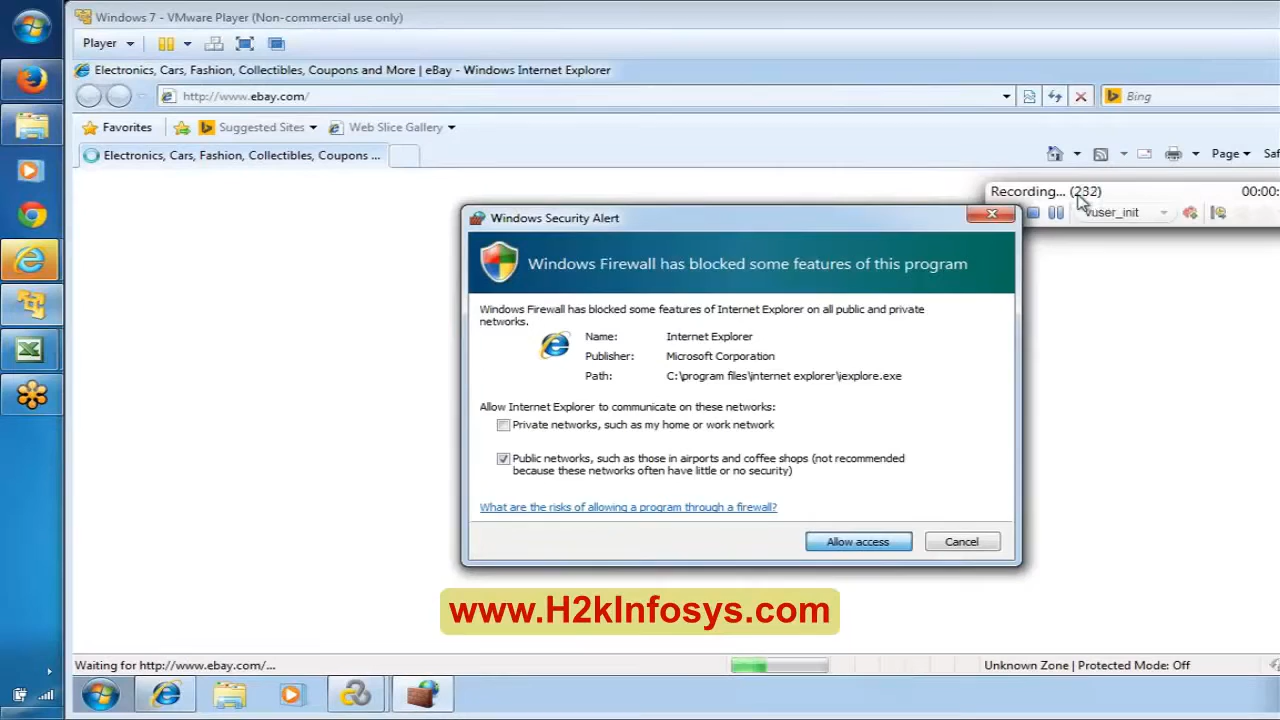 Windows 7 - VMware Player (Non-commercial use only)
Player
Electronics, Cars, Fashion, Collectibles, Coupons and More | eBay - Windows Internet Explorer
http://www.ebay.com/
Bing
Favorites
Suggested Sites
Web Slice Gallery
Electronics, Cars, Fashion, Collectibles, Coupons ...
Page
Saf
Recording... (232)
00:00:
vuser_init
Windows Security Alert
Windows Firewall has blocked some features of this program
Windows Firewall has blocked some features of Internet Explorer on all public and private
networks.
Name: Internet Explorer
Publisher: Microsoft Corporation
Path: C:\program files\internet explorer\iexplore.exe
Allow Internet Explorer to communicate on these networks:
Private networks, such as my home or work network
Public networks, such as those in airports and coffee shops (not recommended
because these networks often have little or no security)
What are the risks of allowing a program through a firewall?
Allow access
Cancel
www.H2kInfosys.com
Waiting for http://www.ebay.com/...
Unknown Zone | Protected Mode: Off